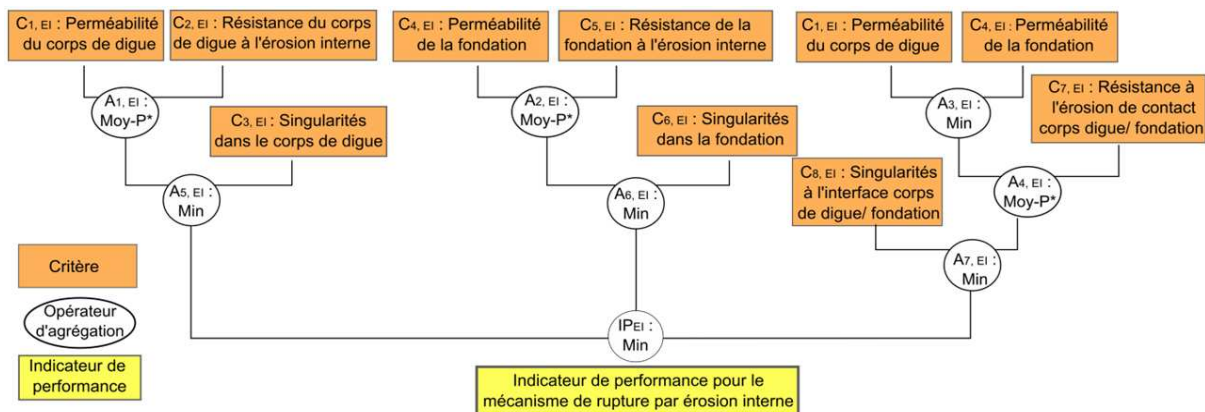 C1, EI : Perméabilité
du corps de digue
C2, EI : Résistance du corps
de digue à l'érosion interne
A1, EI :
Moy-P*
C3, EI : Singularités
dans le corps de digue
A5, EI :
Min
C4, EI : Perméabilité
de la fondation
C5, EI : Résistance de la
fondation à l'érosion interne
A2, EI :
Moy-P*
C6, EI : Singularités
dans la fondation
A6, EI :
Min
C1, EI : Perméabilité
du corps de digue
C4, EI : Perméabilité
de la fondation
A3, EI :
Min
C7, EI : Résistance à
l'érosion de contact
corps digue/ fondation
C8, EI : Singularités
à l'interface corps
de digue/ fondation
A4, EI :
Moy-P*
A7, EI :
Min
IPEI :
Min
Indicateur de performance pour le
mécanisme de rupture par érosion interne
Critère
Opérateur
d'agrégation
Indicateur de
performance